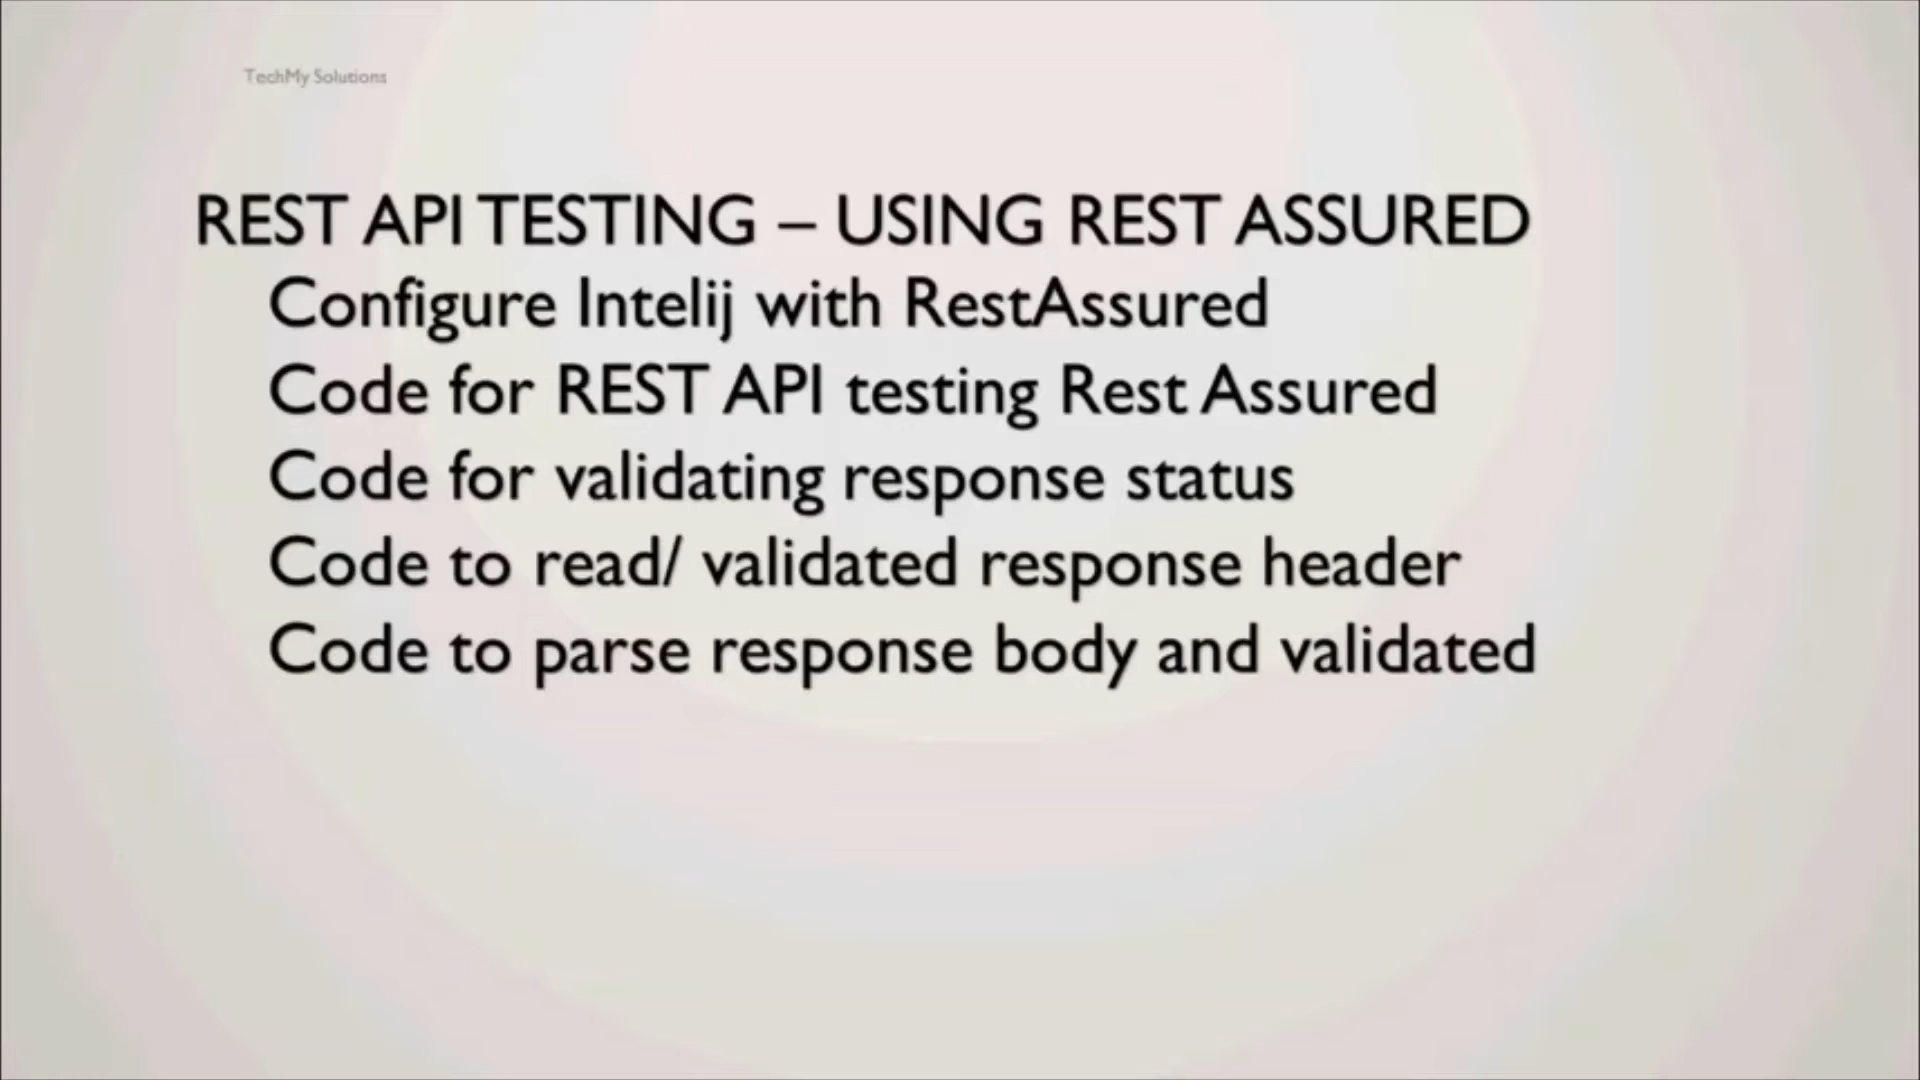 TechMy Solutions
REST API TESTING – USING REST ASSURED
Configure Intelij with RestAssured
Code for REST API testing Rest Assured
Code for validating response status
Code to read/ validated response header
Code to parse response body and validated